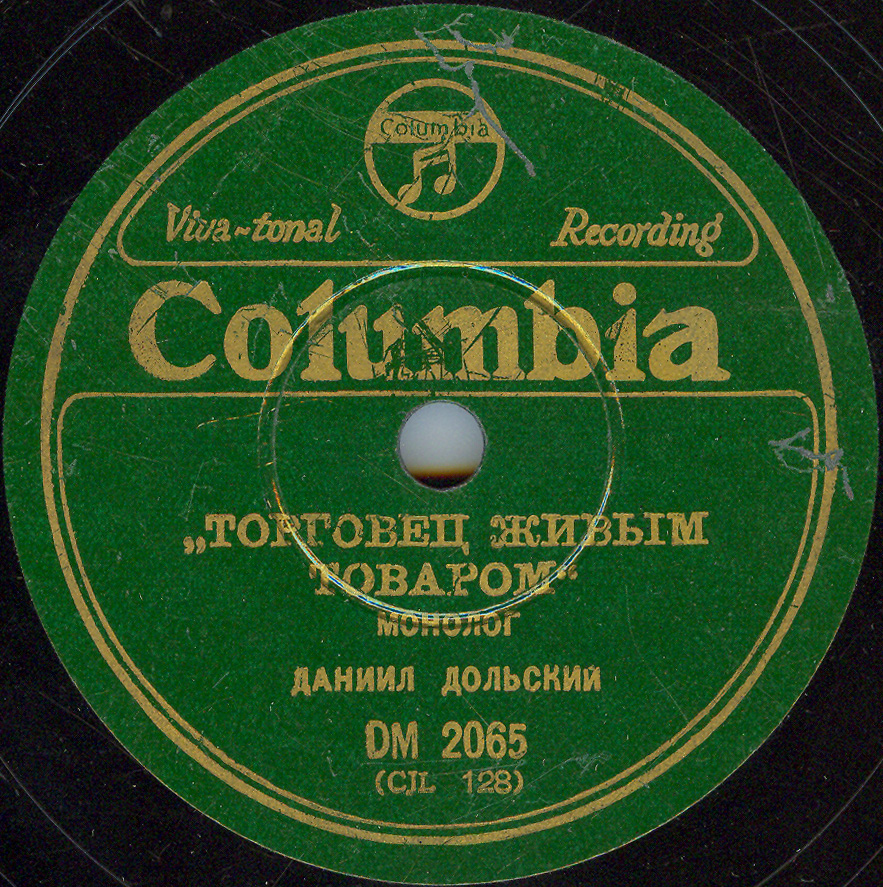 Columbia
Viva-tonal Recording
Columbia
„ТОРГОВЕЦ ЖИВЫМ
ТОВАРОМ“
МОНОЛОГ
ДАНИИЛ ДОЛЬСКИЙ
DM 2065
(CJL 128)